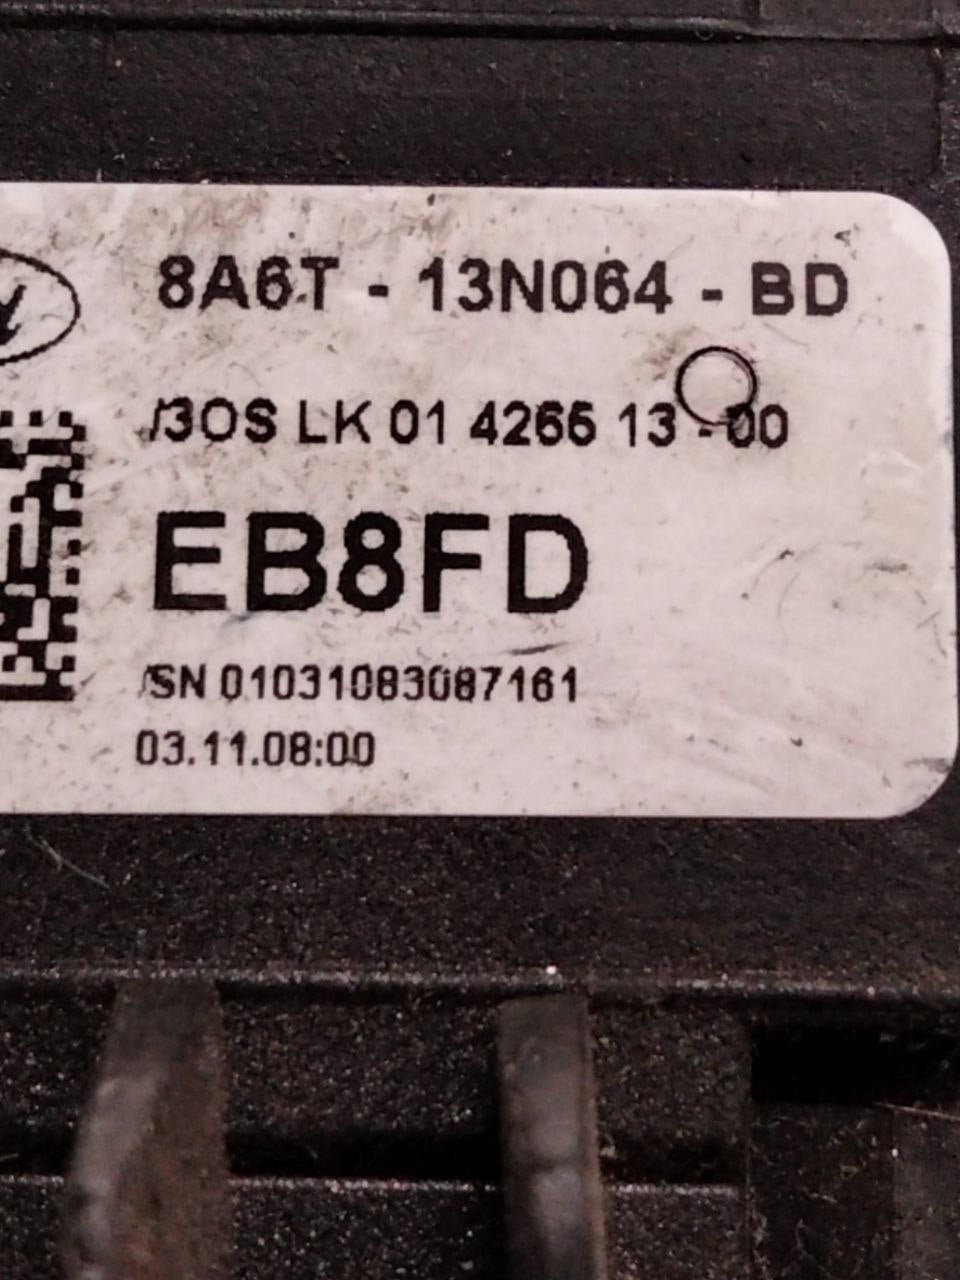 8A6T - 13N064 - BD
/3OS LK 01 4266 13 - 00
EB8FD
/SN 01031083087161
03.11.08:00